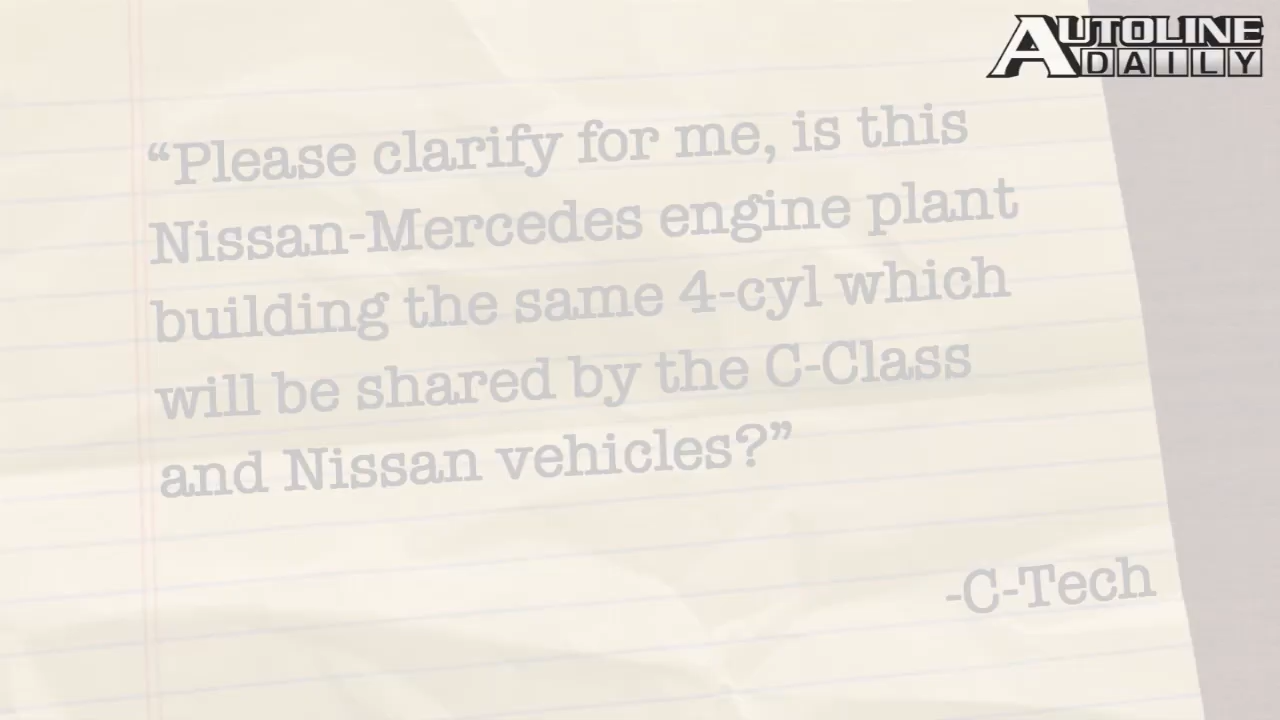 AUTOLINE
DAILY
“Please clarify for me, is this
Nissan-Mercedes engine plant
building the same 4-cyl which
will be shared by the C-Class
and Nissan vehicles?”
-C-Tech